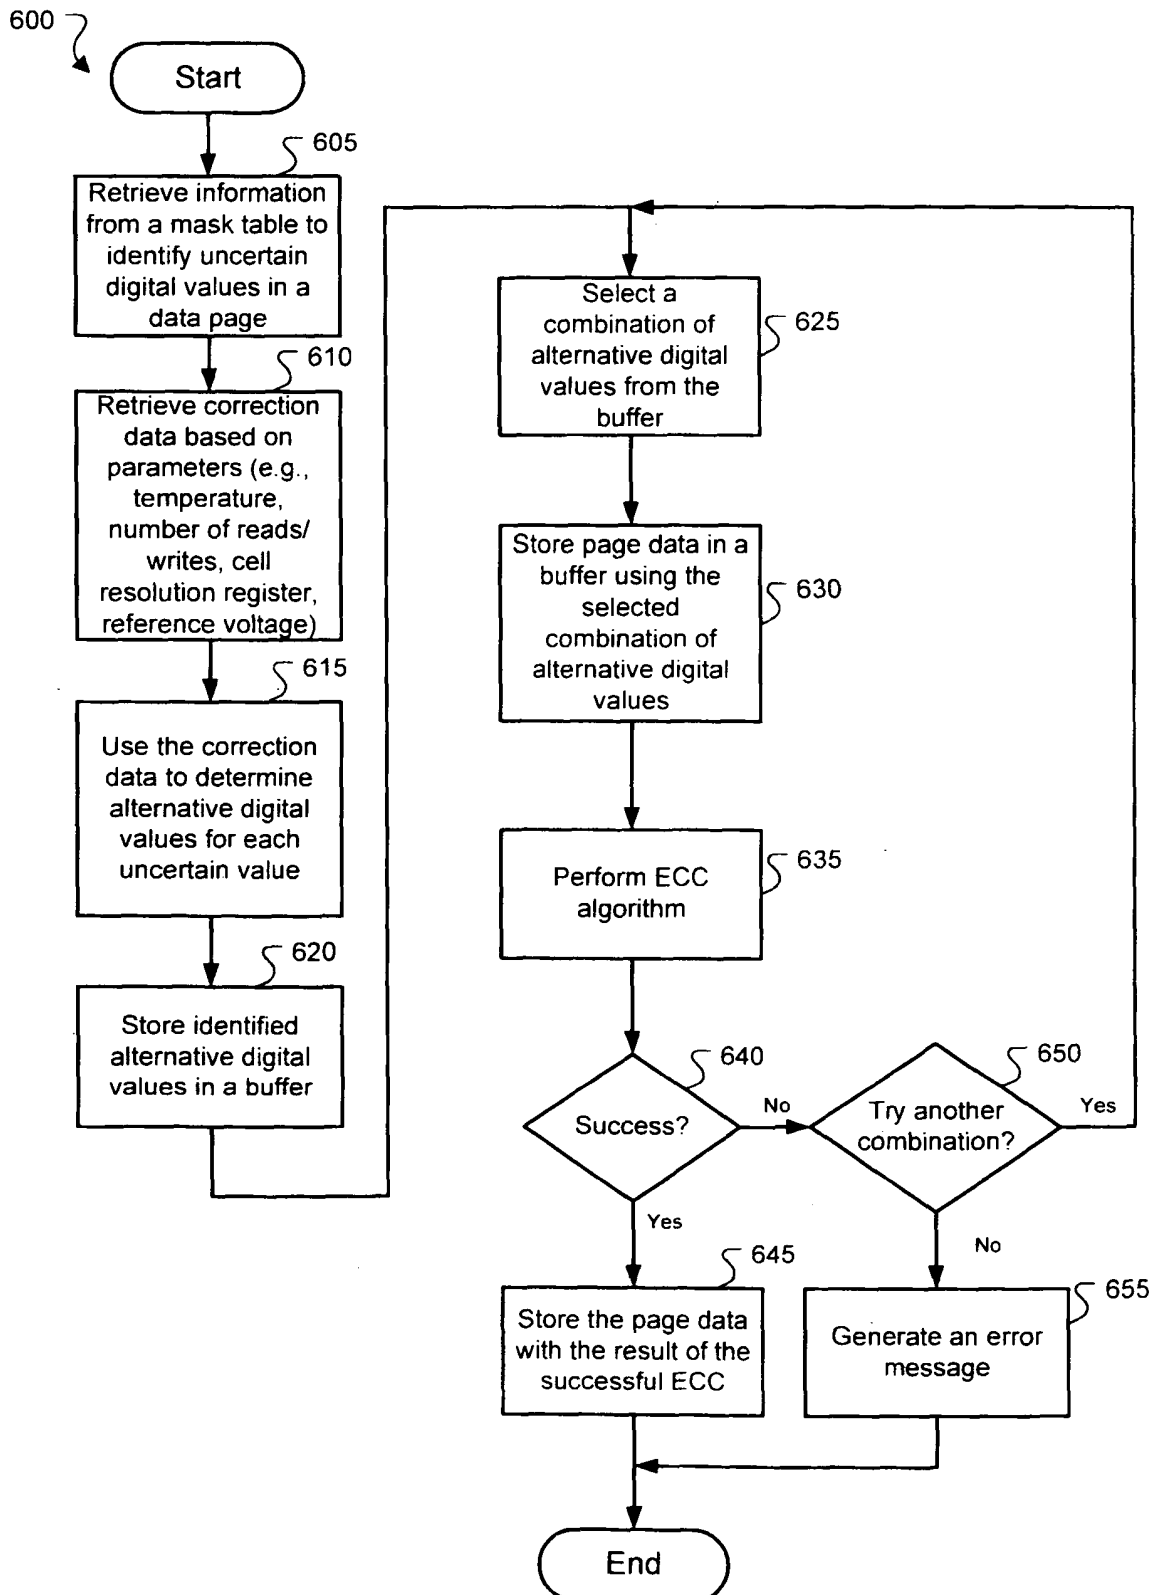 600
Start
605
Retrieve information
from a mask table to
identify uncertain
digital values in a
data page
610
Retrieve correction
data based on
parameters (e.g.,
temperature,
number of reads/
writes, cell
resolution register,
reference voltage)
615
Use the correction
data to determine
alternative digital
values for each
uncertain value
620
Store identified
alternative digital
values in a buffer
Select a
combination of
alternative digital
values from the
buffer
625
Store page data in a
buffer using the
selected
combination of
alternative digital
values
630
Perform ECC
algorithm
635
Success?
640
No
Try another
combination?
650
Yes
Yes
No
Store the page data
with the result of the
successful ECC
645
Generate an error
message
655
End